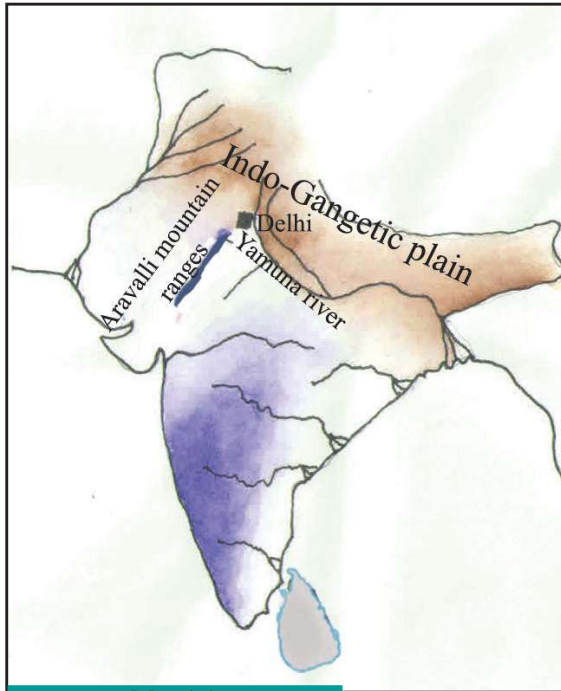 Indo-Gangetic plain
Delhi
Aravalli mountain
ranges
Yamuna river